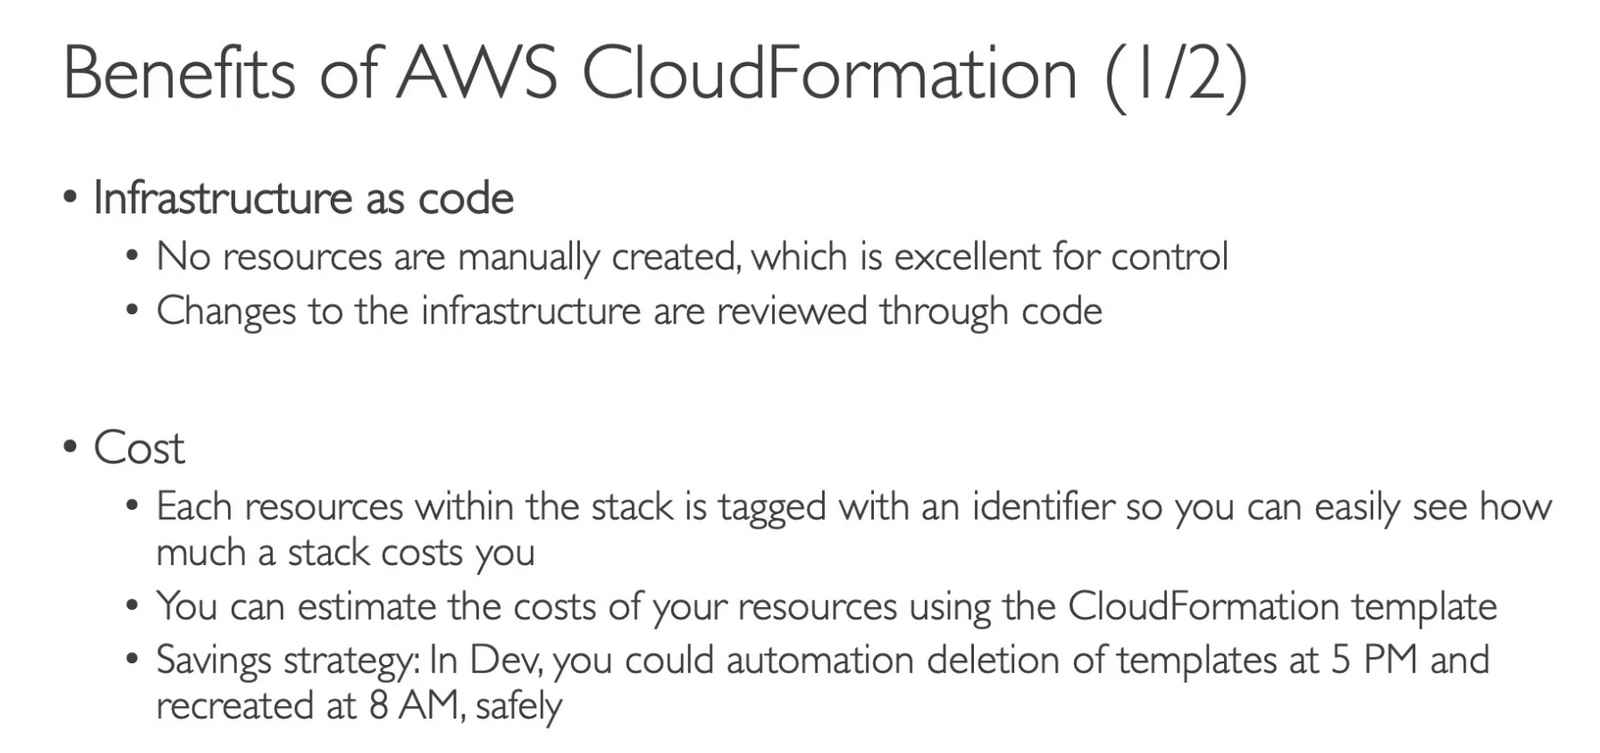 Benefits of AWS CloudFormation (1/2)
• Infrastructure as code
• No resources are manually created, which is excellent for control
• Changes to the infrastructure are reviewed through code
• Cost
• Each resources within the stack is tagged with an identifier so you can easily see how
much a stack costs you
• You can estimate the costs of your resources using the CloudFormation template
• Savings strategy: In Dev, you could automation deletion of templates at 5 PM and
recreated at 8 AM, safely